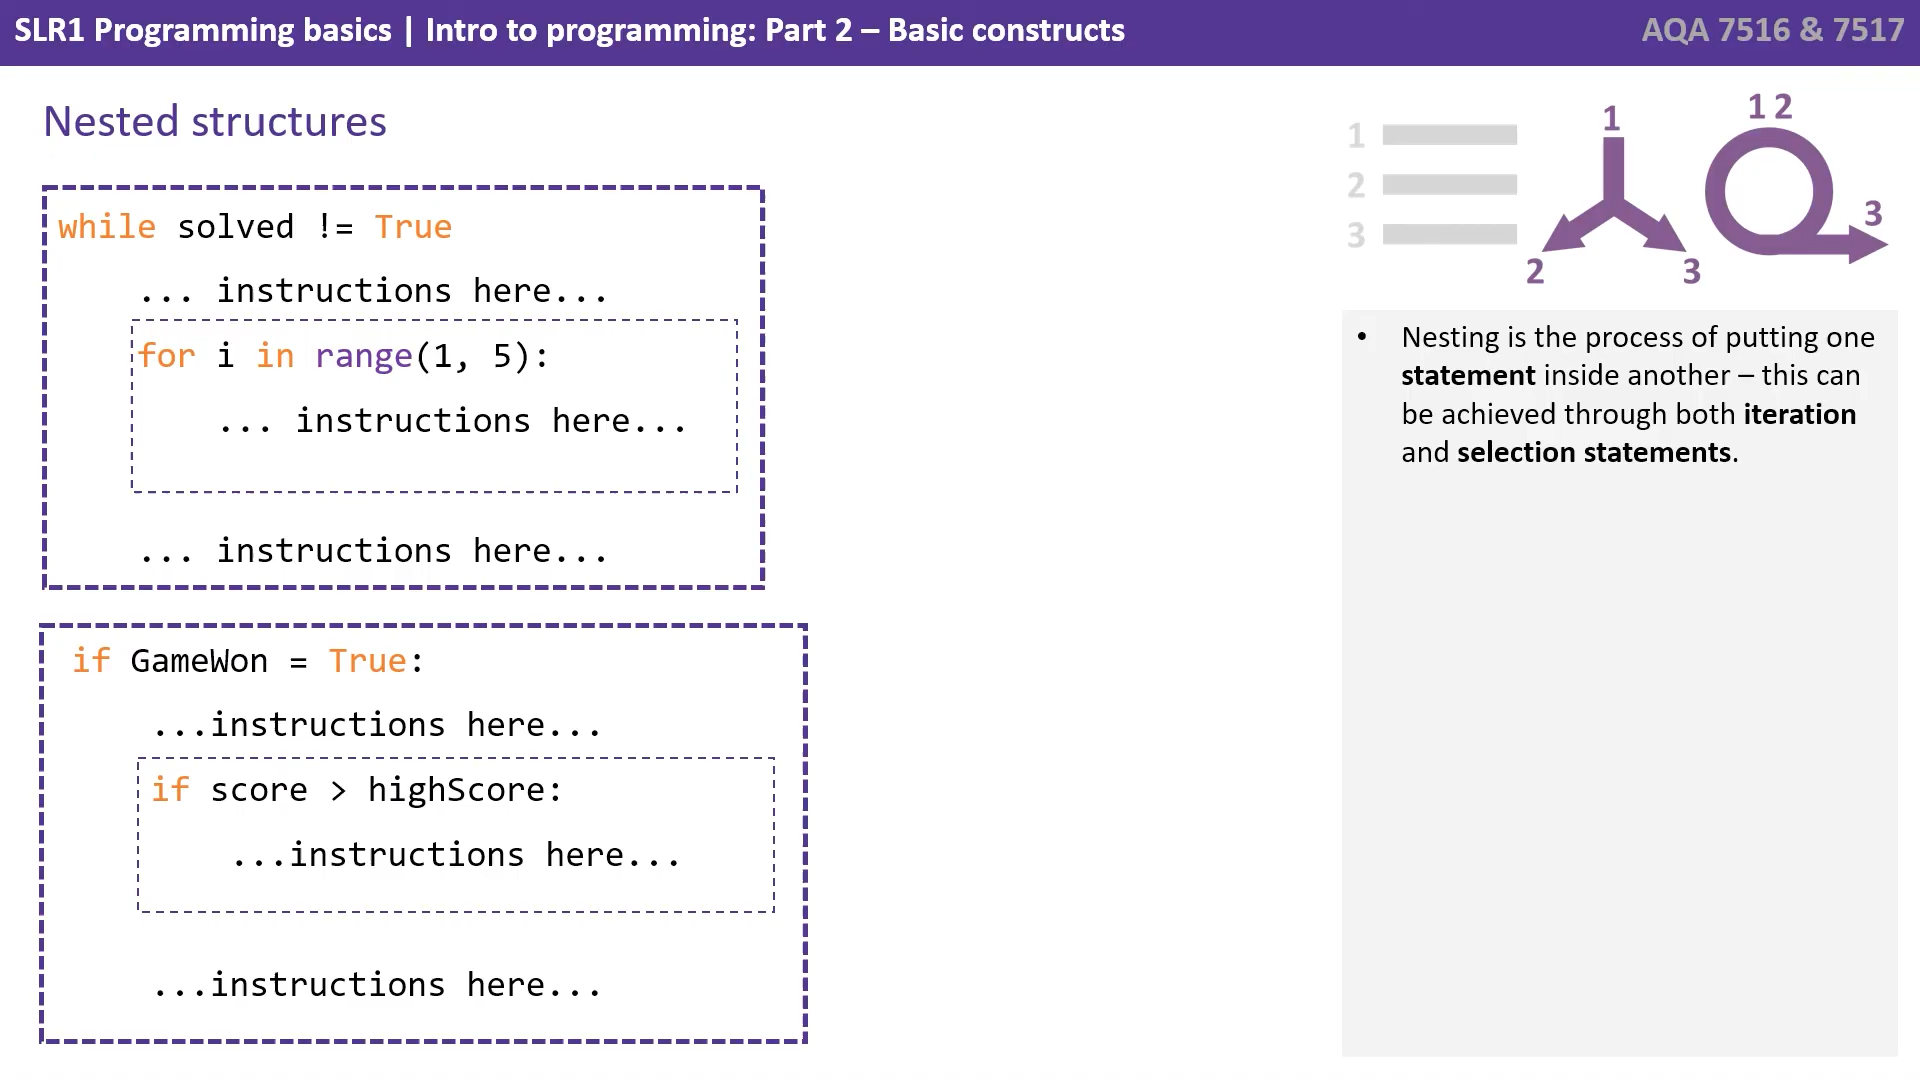 SLR1 Programming basics | Intro to programming: Part 2 – Basic constructs
AQA 7516 & 7517
Nested structures
while solved != True
... instructions here...
for i in range(1, 5):
... instructions here...
... instructions here...
if GameWon = True:
...instructions here...
if score > highScore:
...instructions here...
...instructions here...
1
2
3
1
2
3
1 2
3
• Nesting is the process of putting one
statement inside another – this can
be achieved through both iteration
and selection statements.